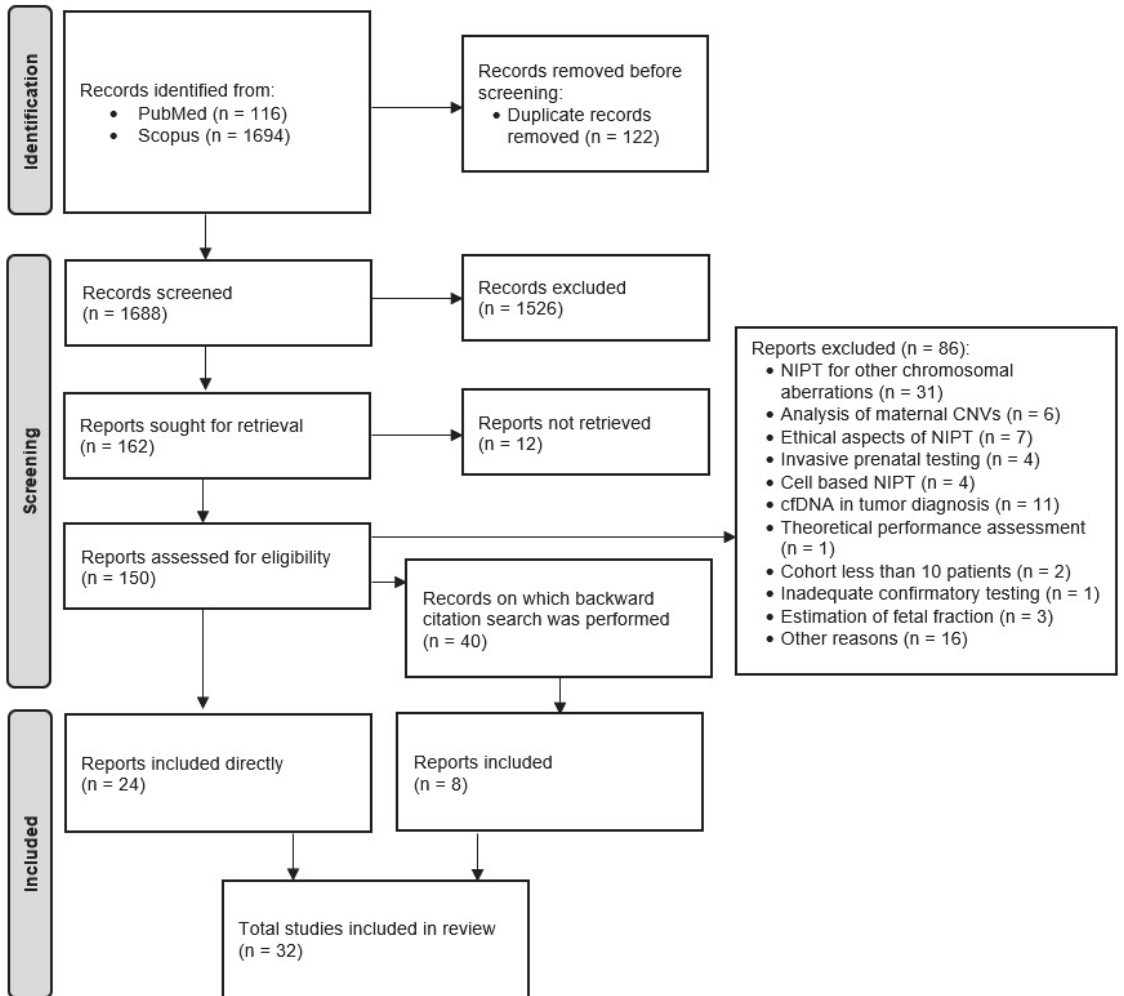 Identification
Records identified from:
• PubMed (n = 116)
• Scopus (n = 1694)
Records removed before
screening:
• Duplicate records
removed (n = 122)
Screening
Records screened
(n = 1688)
Records excluded
(n = 1526)
Reports sought for retrieval
(n = 162)
Reports not retrieved
(n = 12)
Reports assessed for eligibility
(n = 150)
Reports excluded (n = 86):
• NIPT for other chromosomal
aberrations (n = 31)
• Analysis of maternal CNVs (n = 6)
• Ethical aspects of NIPT (n = 7)
• Invasive prenatal testing (n = 4)
• Cell based NIPT (n = 4)
• cfDNA in tumor diagnosis (n = 11)
• Theoretical performance assessment
(n = 1)
• Cohort less than 10 patients (n = 2)
• Inadequate confirmatory testing (n = 1)
• Estimation of fetal fraction (n = 3)
• Other reasons (n = 16)
Records on which backward
citation search was performed
(n = 40)
Included
Reports included directly
(n = 24)
Reports included
(n = 8)
Total studies included in review
(n = 32)